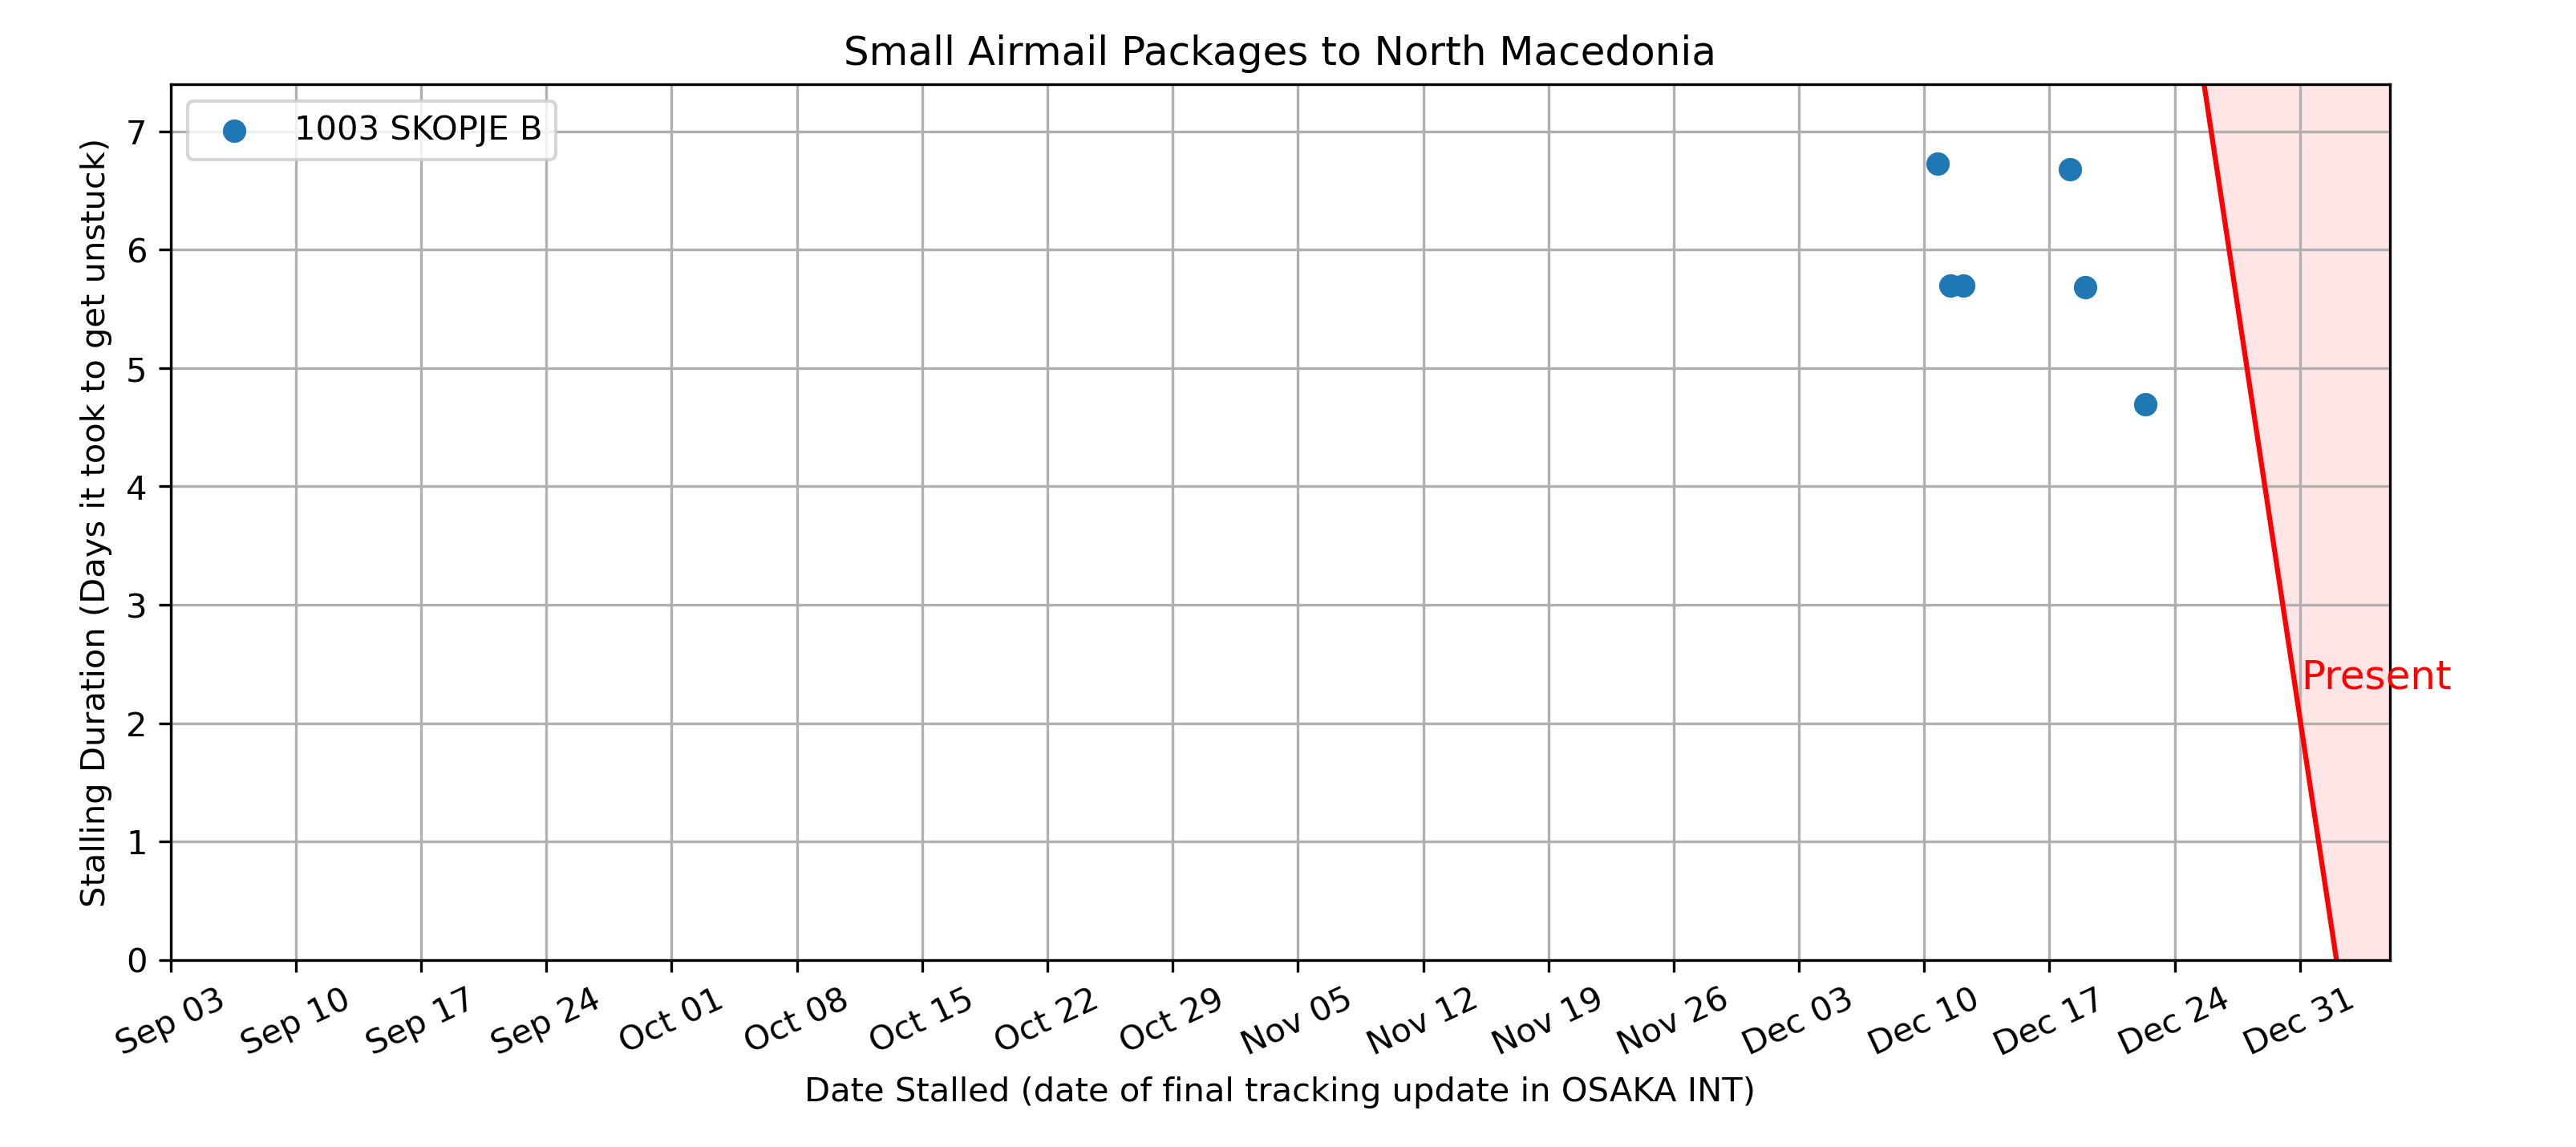 Small Airmail Packages to North Macedonia
1003 SKOPJE B
Stalling Duration (Days it took to get unstuck)
7
6
5
4
3
2
1
0
Present
Sep 03
Sep 10
Sep 17
Sep 24
Oct 01
Oct 08
Oct 15
Oct 22
Oct 29
Nov 05
Nov 12
Nov 19
Nov 26
Dec 03
Dec 10
Dec 17
Dec 24
Dec 31
Date Stalled (date of final tracking update in OSAKA INT)